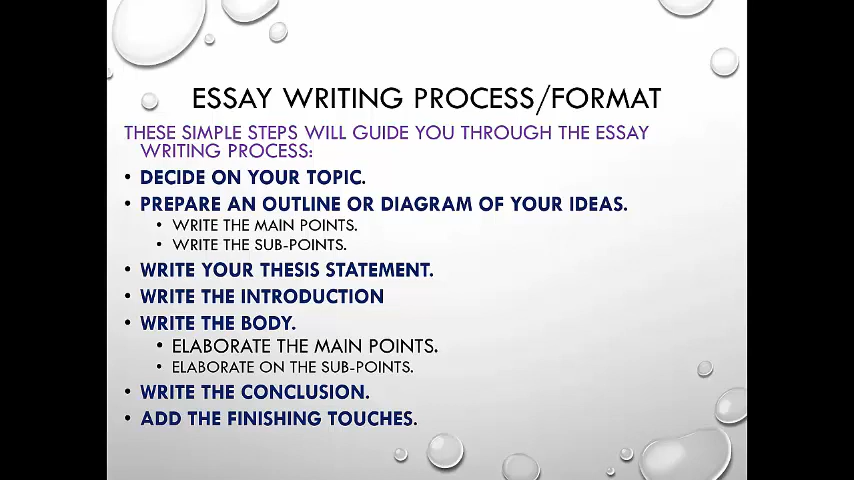 ESSAY WRITING PROCESS/FORMAT
THESE SIMPLE STEPS WILL GUIDE YOU THROUGH THE ESSAY
WRITING PROCESS:
• DECIDE ON YOUR TOPIC.
• PREPARE AN OUTLINE OR DIAGRAM OF YOUR IDEAS.
• WRITE THE MAIN POINTS.
• WRITE THE SUB-POINTS.
• WRITE YOUR THESIS STATEMENT.
• WRITE THE INTRODUCTION
• WRITE THE BODY.
• ELABORATE THE MAIN POINTS.
• ELABORATE ON THE SUB-POINTS.
• WRITE THE CONCLUSION.
• ADD THE FINISHING TOUCHES.